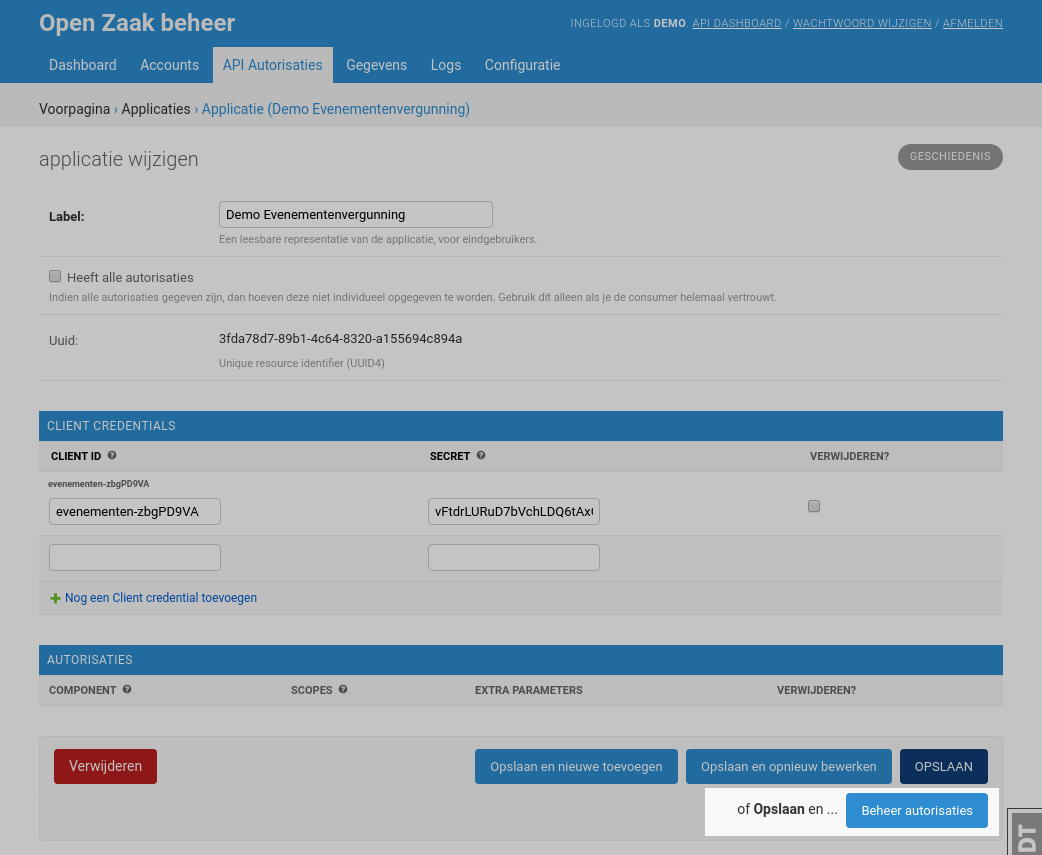 Open Zaak beheer
INGELOGD ALS DEMO. API DASHBOARD / WACHTWOORD WIJZIGEN / AFMELDEN
Dashboard Accounts API Autorisaties Gegevens Logs Configuratie
Voorpagina › Applicaties › Applicatie (Demo Evenementenvergunning)
applicatie wijzigen
GESCHIEDENIS
Label: Demo Evenementenvergunning
Een leesbare representatie van de applicatie, voor eindgebruikers.
Heeft alle autorisaties
Indien alle autorisaties gegeven zijn, dan hoeven deze niet individueel opgegeven te worden. Gebruik dit alleen als je de consumer helemaal vertrouwt.
Uuid: 3fda78d7-89b1-4c64-8320-a155694c894a
Unique resource identifier (UUID4)
CLIENT CREDENTIALS
CLIENT ID SECRET VERWIJDEREN?
evenementen-zbgPD9VA
evenementen-zbgPD9VA vFtdrLURuD7bVchLDQ6tAx
Nog een Client credential toevoegen
AUTORISATIES
COMPONENT SCOPES EXTRA PARAMETERS VERWIJDEREN?
Verwijderen Opslaan en nieuwe toevoegen Opslaan en opnieuw bewerken OPSLAAN
of Opslaan en ... Beheer autorisaties
DT